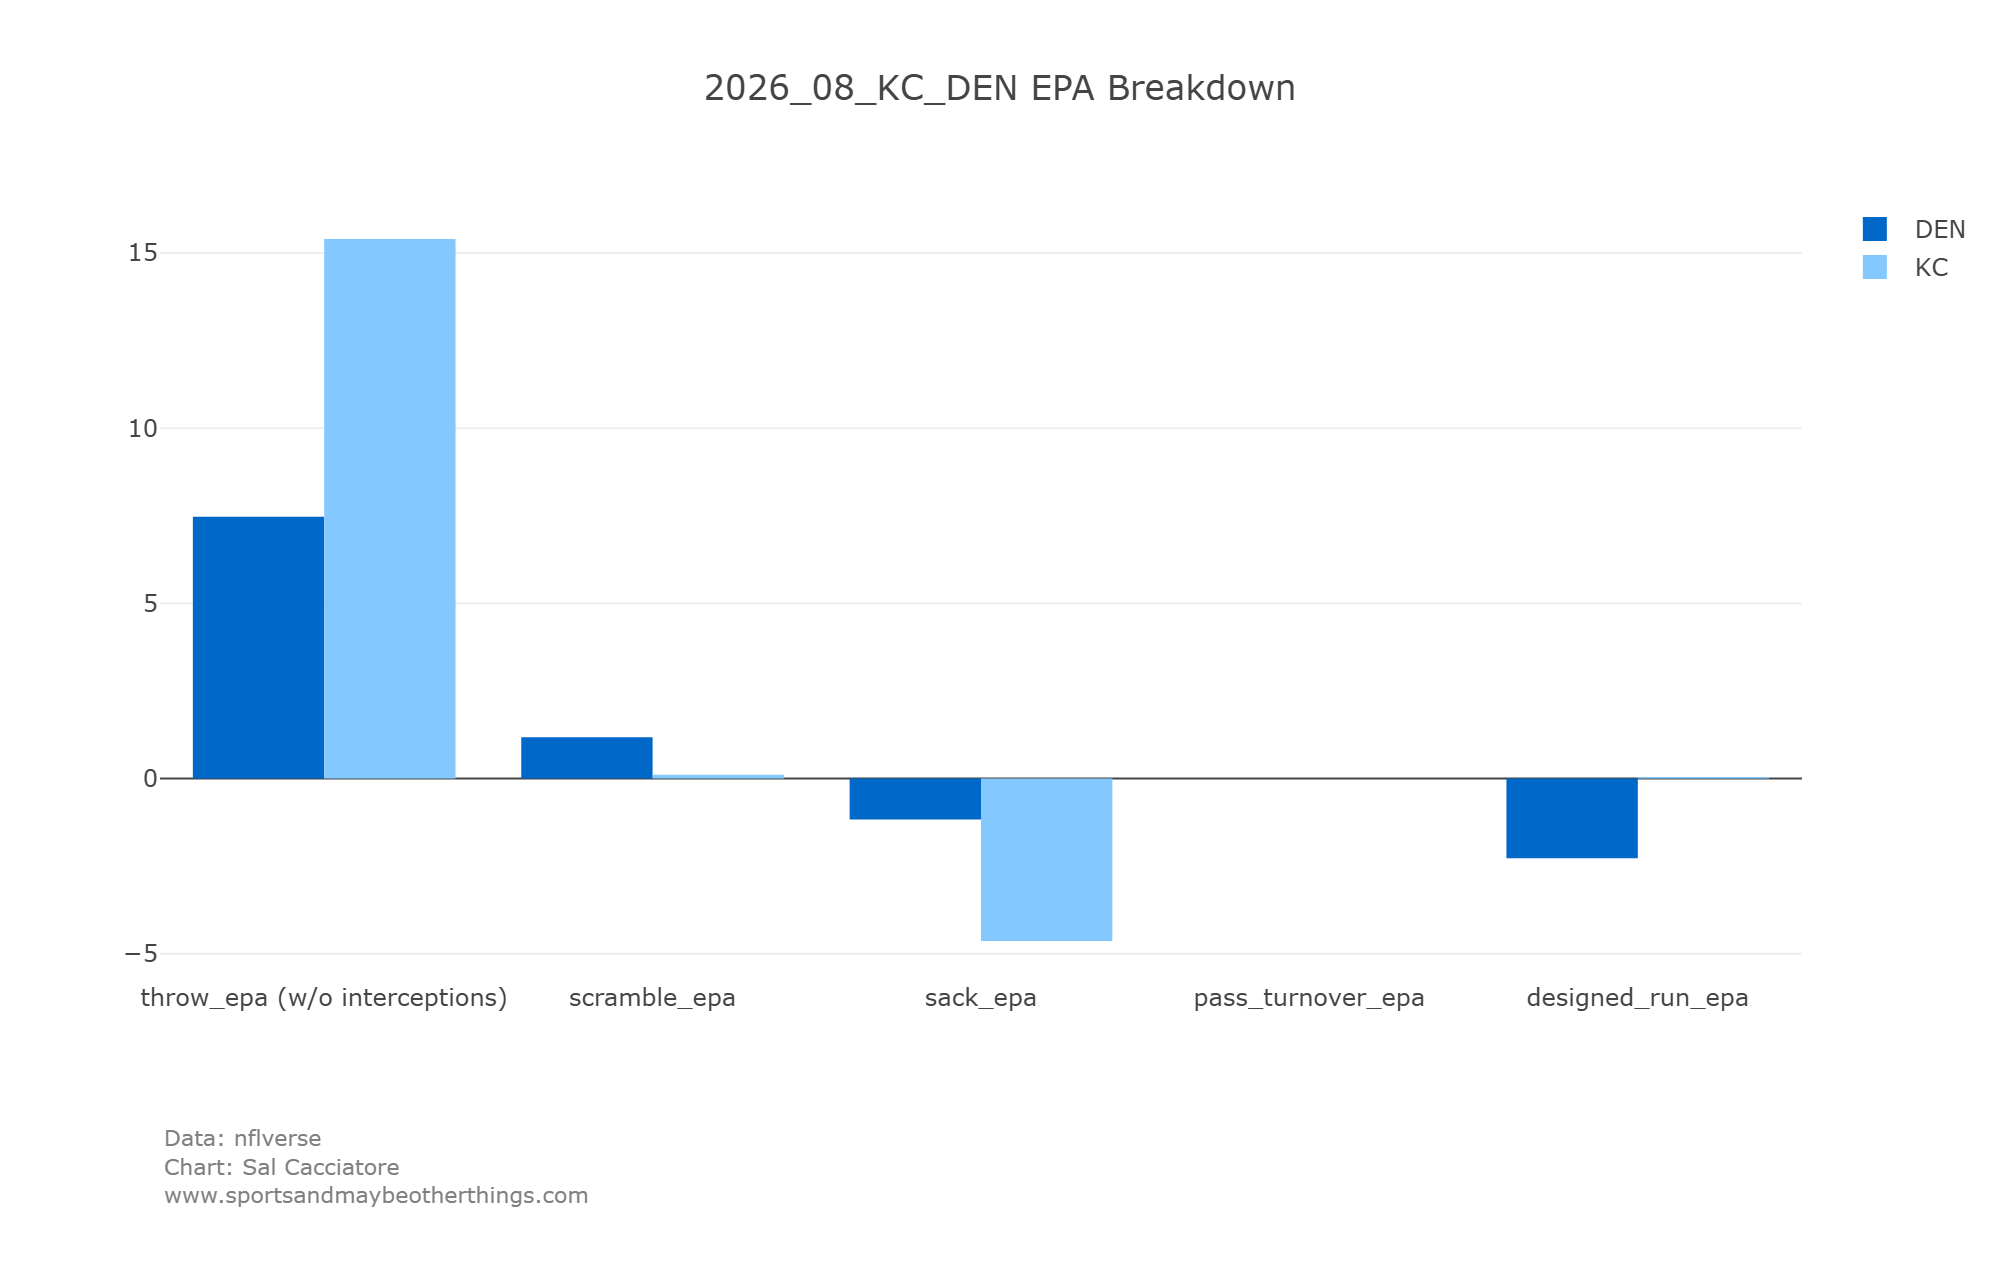 2026_08_KC_DEN EPA Breakdown
DEN
KC
15
10
5
0
−5
throw_epa (w/o interceptions)
scramble_epa
sack_epa
pass_turnover_epa
designed_run_epa
Data: nflverse
Chart: Sal Cacciatore
www.sportsandmaybeotherthings.com